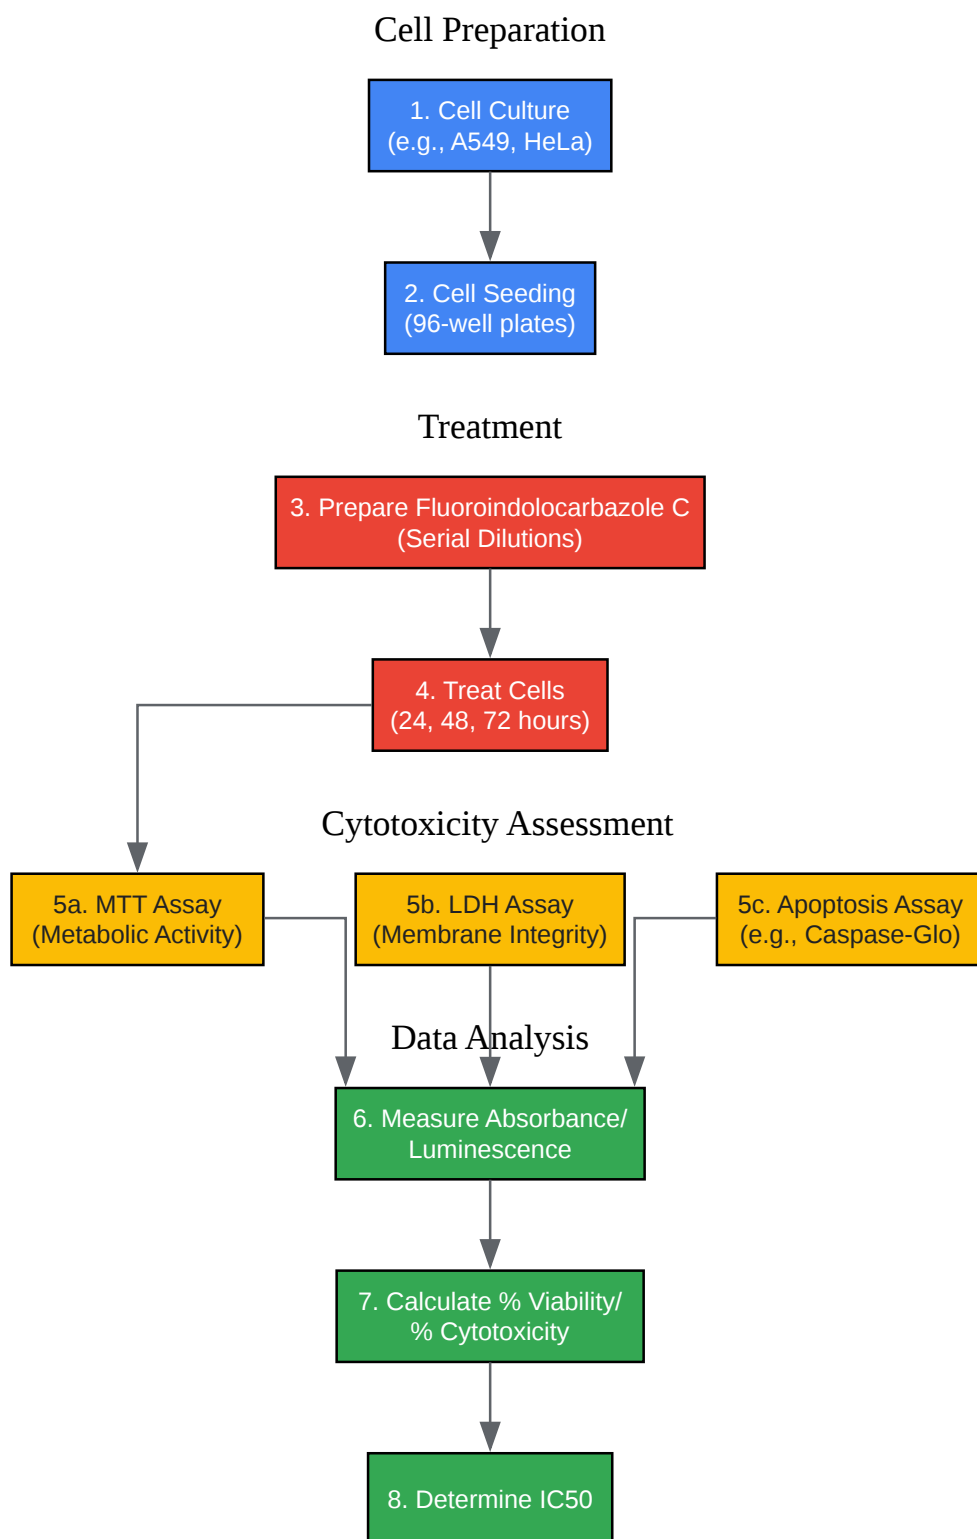 Cell Preparation
1. Cell Culture
(e.g., A549, HeLa)
2. Cell Seeding
(96-well plates)
Treatment
3. Prepare Fluoroindolocarbazole C
(Serial Dilutions)
4. Treat Cells
(24, 48, 72 hours)
Cytotoxicity Assessment
5a. MTT Assay
(Metabolic Activity)
5b. LDH Assay
(Membrane Integrity)
5c. Apoptosis Assay
(e.g., Caspase-Glo)
Data Analysis
6. Measure Absorbance/
Luminescence
7. Calculate % Viability/
% Cytotoxicity
8. Determine IC50